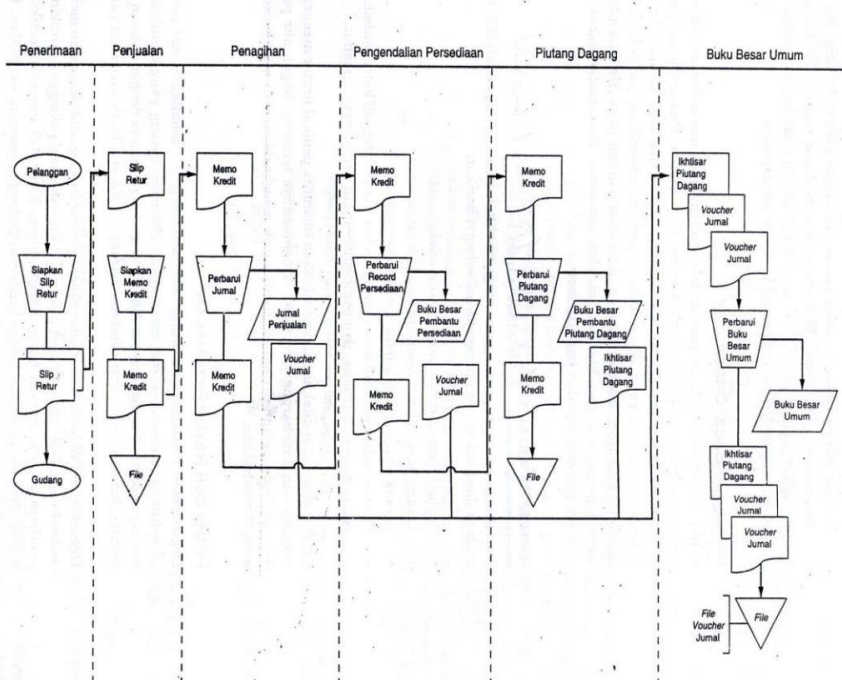 Penerimaan
Penjualan
Penagihan
Pengendalian Persediaan
Piutang Dagang
Buku Besar Umum
Pelanggan
Siapkan
Slip
Retur
Slip
Retur
Gudang
Slip
Retur
Siapkan
Memo
Kredit
Memo
Kredit
File
Memo
Kredit
Perbarui
Jurnal
Jurnal
Penjualan
Memo
Kredit
Voucher
Jurnal
Memo
Kredit
Perbarui
Record
Persediaan
Buku Besar
Pembantu
Persediaan
Memo
Kredit
Voucher
Jurnal
Memo
Kredit
Perbarui
Piutang
Dagang
Buku Besar
Pembantu
Piutang Dagang
Memo
Kredit
Ikhtisar
Piutang
Dagang
File
Ikhtisar
Piutang
Dagang
Voucher
Jurnal
Voucher
Jurnal
Perbarui
Buku
Besar
Umum
Buku Besar
Umum
Ikhtisar
Piutang
Dagang
Voucher
Jurnal
Voucher
Jurnal
File
Voucher
Jurnal
File